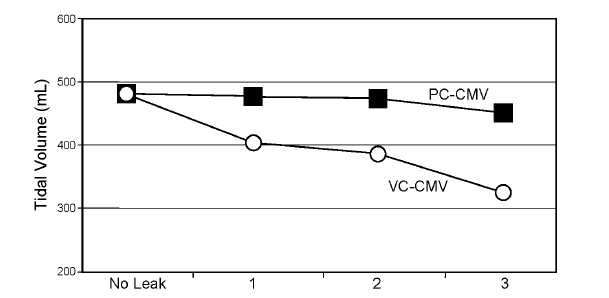 600
500
400
300
200
Tidal Volume (mL)
PC-CMV
VC-CMV
No Leak 1 2 3